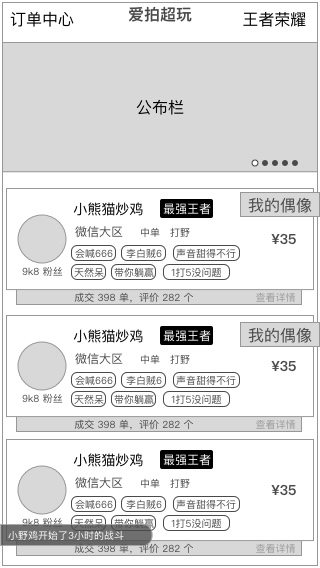 订单中心 爱拍超玩 王者荣耀
公布栏
我的偶像
小熊猫炒鸡 最强王者
微信大区 中单 打野 ¥35
会喊666 李白贼6 声音甜得不行
9k8 粉丝 天然呆 带你躺赢 1打5没问题
成交 398 单，评价 282 个 查看详情
我的偶像
小熊猫炒鸡 最强王者
微信大区 中单 打野 ¥35
会喊666 李白贼6 声音甜得不行
9k8 粉丝 天然呆 带你躺赢 1打5没问题
成交 398 单，评价 282 个 查看详情
小熊猫炒鸡 最强王者
微信大区 中单 打野 ¥35
会喊666 李白贼6 声音甜得不行
9k8 粉丝 天然呆 带你躺赢 1打5没问题
小野鸡开始了3小时的战斗
成交 398 单，评价 282 个 查看详情